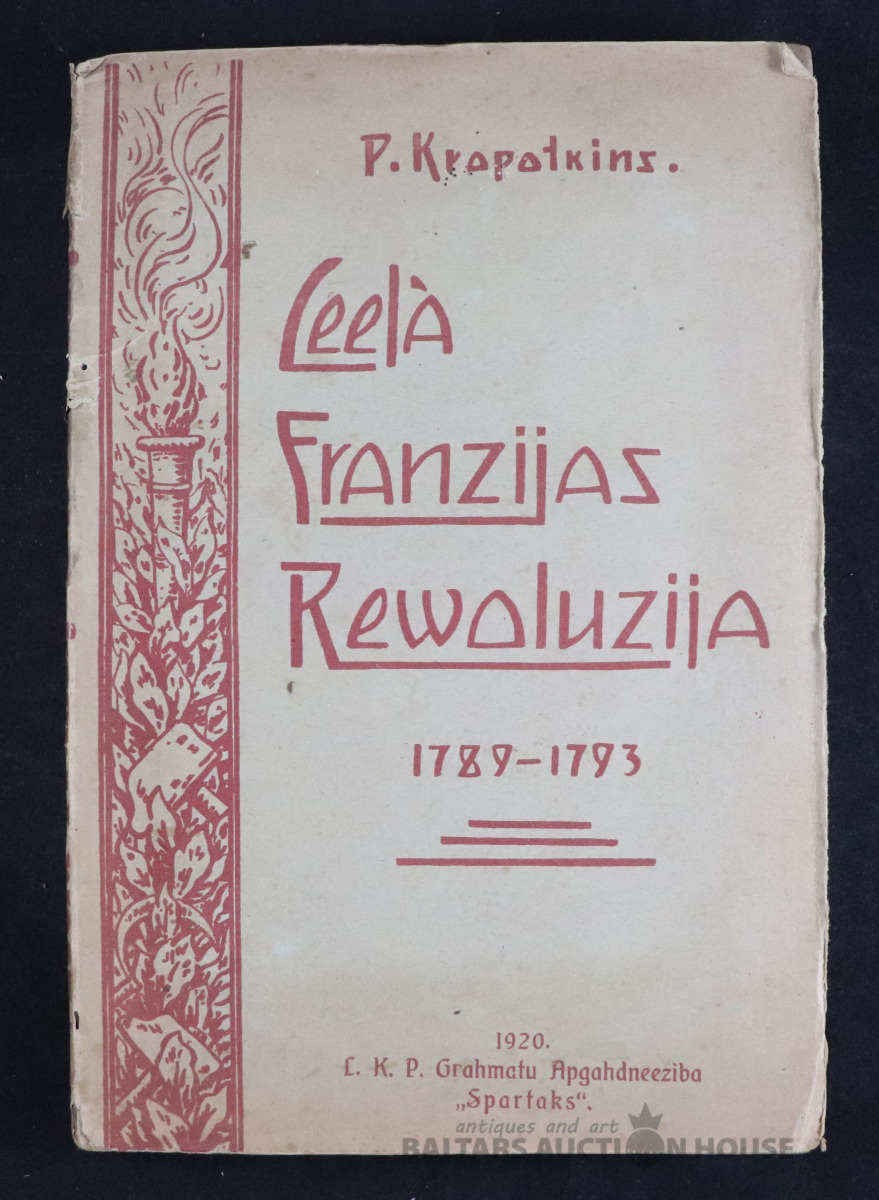 P. Kropotkins.
Leelà
Franzijas
Rewoluzija
1789–1793
1920.
L. K. P. Grahmatu Apgahdneeziba
„Spartaks“.
antiques and art
BALTARS AUCTION HOUSE